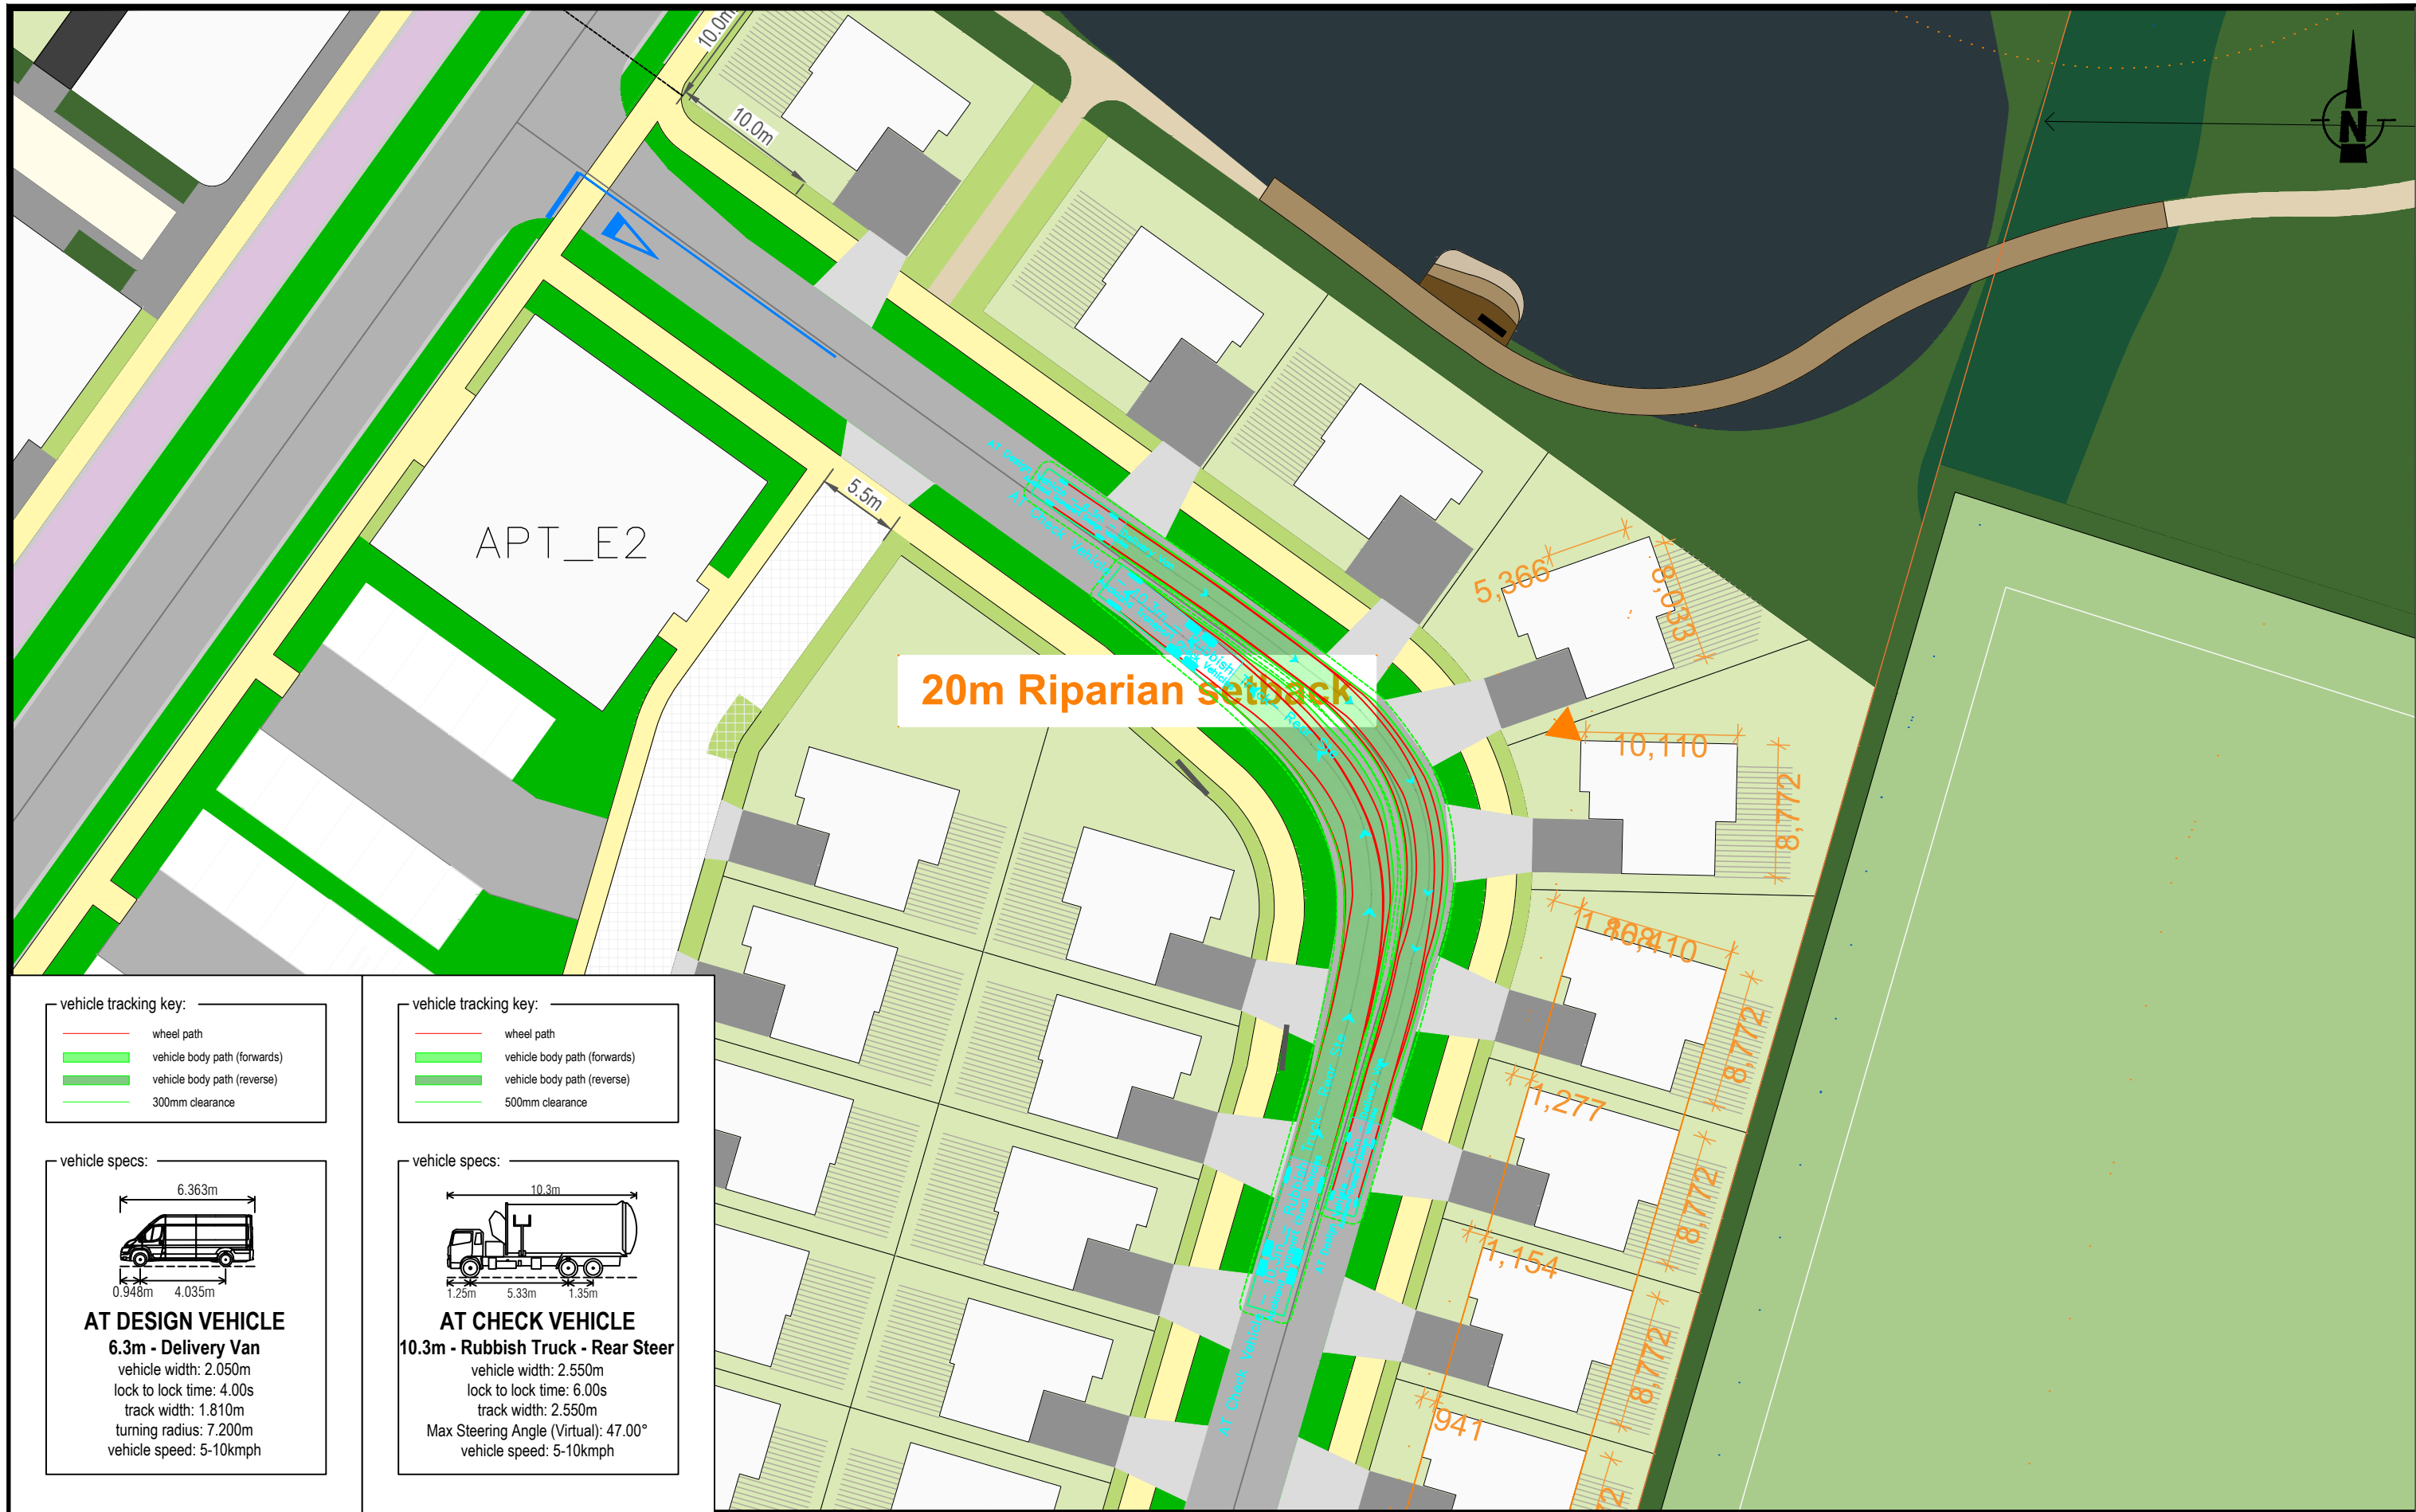 10.0m
10.0m
N
APT_E2
5.5m
20m Riparian setback
5,366
8,033
10,110
8,772
8,772
1,277
8,772
1,154
8,772
941
vehicle tracking key:
wheel path
vehicle body path (forwards)
vehicle body path (reverse)
300mm clearance
vehicle specs:
6.363m
0.948m 4.035m
AT DESIGN VEHICLE
6.3m - Delivery Van
vehicle width: 2.050m
lock to lock time: 4.00s
track width: 1.810m
turning radius: 7.200m
vehicle speed: 5-10kmph
vehicle tracking key:
wheel path
vehicle body path (forwards)
vehicle body path (reverse)
500mm clearance
vehicle specs:
10.3m
1.25m 5.33m 1.35m
AT CHECK VEHICLE
10.3m - Rubbish Truck - Rear Steer
vehicle width: 2.550m
lock to lock time: 6.00s
track width: 2.550m
Max Steering Angle (Virtual): 47.00°
vehicle speed: 5-10kmph